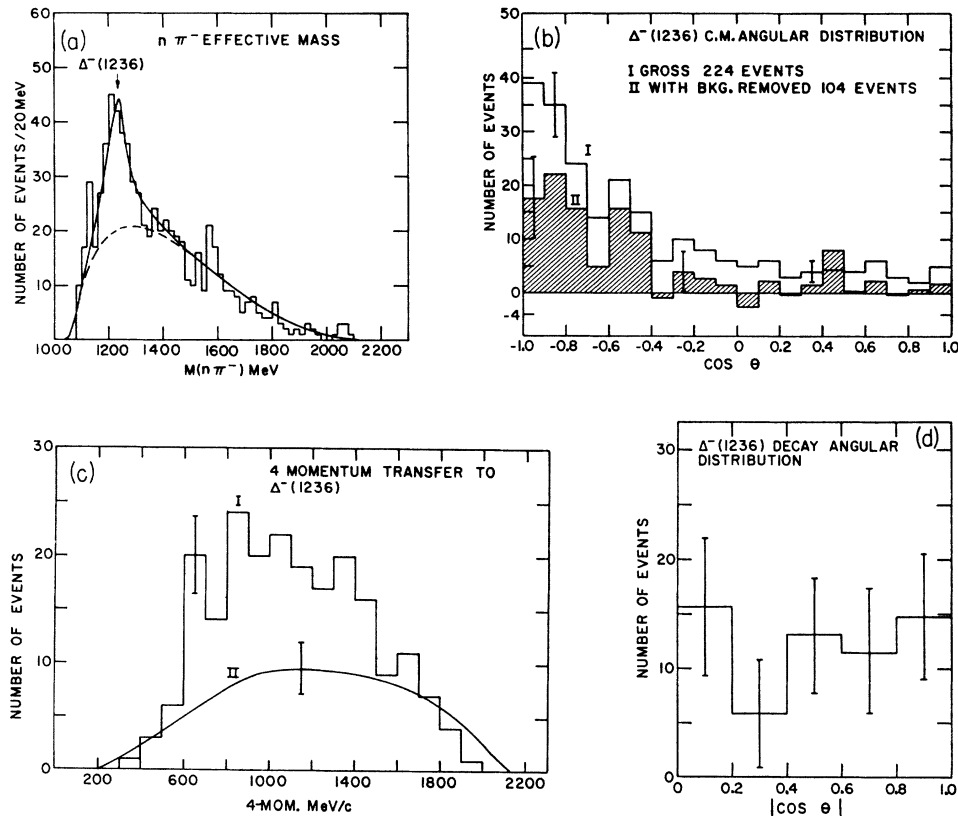 (a)
n π⁻ EFFECTIVE MASS
Δ⁻(1236)
NUMBER OF EVENTS/20MeV
60
50
40
30
20
10
1000 1200 1400 1600 1800 2000 2200
M(nπ⁻) MeV
(b)
Δ⁻(1236) C.M. ANGULAR DISTRIBUTION
I GROSS 224 EVENTS
II WITH BKG. REMOVED 104 EVENTS
NUMBER OF EVENTS
50
40
30
20
10
0
-4
I
II
-1.0 -0.8 -0.6 -0.4 -0.2 0 0.2 0.4 0.6 0.8 1.0
COS θ
(c)
4 MOMENTUM TRANSFER TO
Δ⁻(1236)
NUMBER OF EVENTS
30
20
10
0
I
II
200 600 1000 1400 1800 2200
4-MOM. MeV/c
(d)
Δ⁻(1236) DECAY ANGULAR
DISTRIBUTION
NUMBER OF EVENTS
30
20
10
0
0 0.2 0.4 0.6 0.8 1.0
|COS θ|